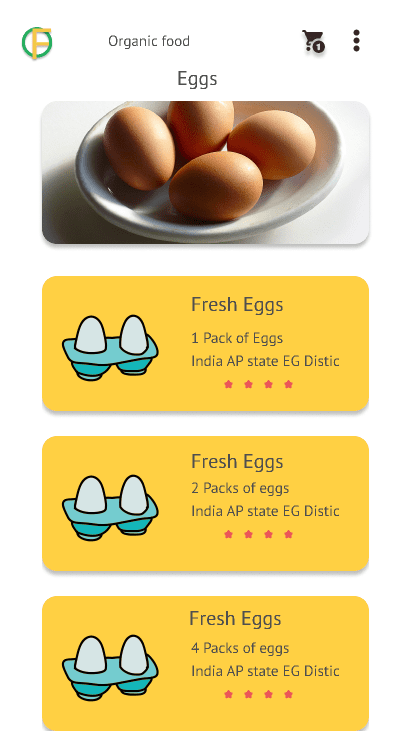 F
Organic food
1
Eggs
Fresh Eggs
1 Pack of Eggs
India AP state EG Distic
Fresh Eggs
2 Packs of eggs
India AP state EG Distic
Fresh Eggs
4 Packs of eggs
India AP state EG Distic